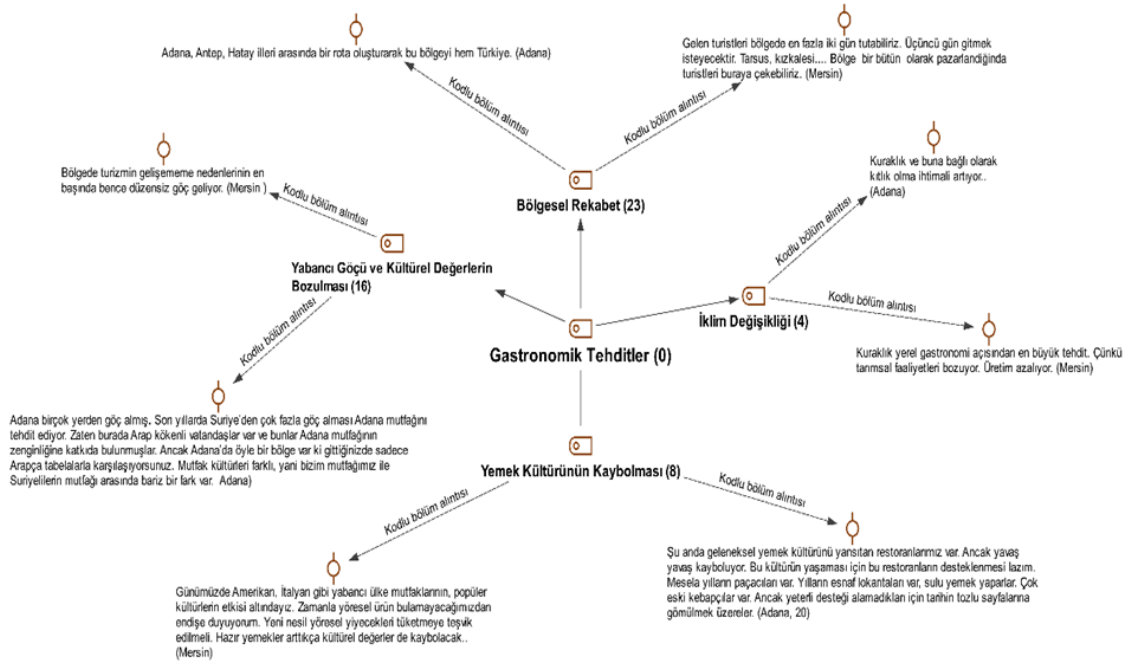 Adana, Antep, Hatay illeri arasında bir rota oluşturarak bu bölgeyi hem Türkiye. (Adana)
Gelen turistleri bölgede en fazla iki gün tutabiliriz. Üçüncü gün gitmek
isteyecektir. Tarsus, kızkalesi.... Bölge bir bütün olarak pazarlandığında
turistleri buraya çekebiliriz. (Mersin)
Kodlu bölüm alıntısı
Kodlu bölüm alıntısı
Bölgesel Rekabet (23)
Bölgede turizmin gelişememe nedenlerinin en
başında bence düzensiz göç geliyor. (Mersin )
Kodlu bölüm alıntısı
Yabancı Göçü ve Kültürel Değerlerin
Bozulması (16)
Kodlu bölüm alıntısı
Kuraklık ve buna bağlı olarak
kıtlık olma ihtimali artıyor..
(Adana)
Kodlu bölüm alıntısı
Kodlu bölüm alıntısı
İklim Değişikliği (4)
Kuraklık yerel gastronomi açısından en büyük tehdit. Çünkü
tarımsal faaliyetleri bozuyor. Üretim azalıyor. (Mersin)
Gastronomik Tehditler (0)
Adana birçok yerden göç almış. Son yıllarda Suriye'den çok fazla göç alması Adana mutfağını
tehdit ediyor. Zaten burada Arap kökenli vatandaşlar var ve bunlar Adana mutfağının
zenginliğine katkıda bulunmuşlar. Ancak Adana'da öyle bir bölge var ki gittiğinizde sadece
Arapça tabelalarla karşılaşıyorsunuz. Mutfak kültürleri farklı, yani bizim mutfağımız ile
Suriyelilerin mutfağı arasında bariz bir fark var. Adana)
Yemek Kültürünün Kaybolması (8)
Kodlu bölüm alıntısı
Kodlu bölüm alıntısı
Günümüzde Amerikan, İtalyan gibi yabancı ülke mutfaklarının, popüler
kültürlerin etkisi altındayız. Zamanla yöresel ürün bulamayacağımızdan
endişe duyuyorum. Yeni nesil yöresel yiyecekleri tüketmeye teşvik
edilmeli. Hazır yemekler arttıkça kültürel değerler de kaybolacak..
(Mersin)
Şu anda geleneksel yemek kültürünü yansıtan restoranlarımız var. Ancak yavaş
yavaş kayboluyor. Bu kültürün yaşaması için bu restoranların desteklenmesi lazım.
Mesela yılların paçacıları var. Yılların esnaf lokantaları var, sulu yemek yaparlar. Çok
eski kebapçılar var. Ancak yeterli desteği alamadıkları için tarihin tozlu sayfalarına
gömülmek üzereler. (Adana, 20)